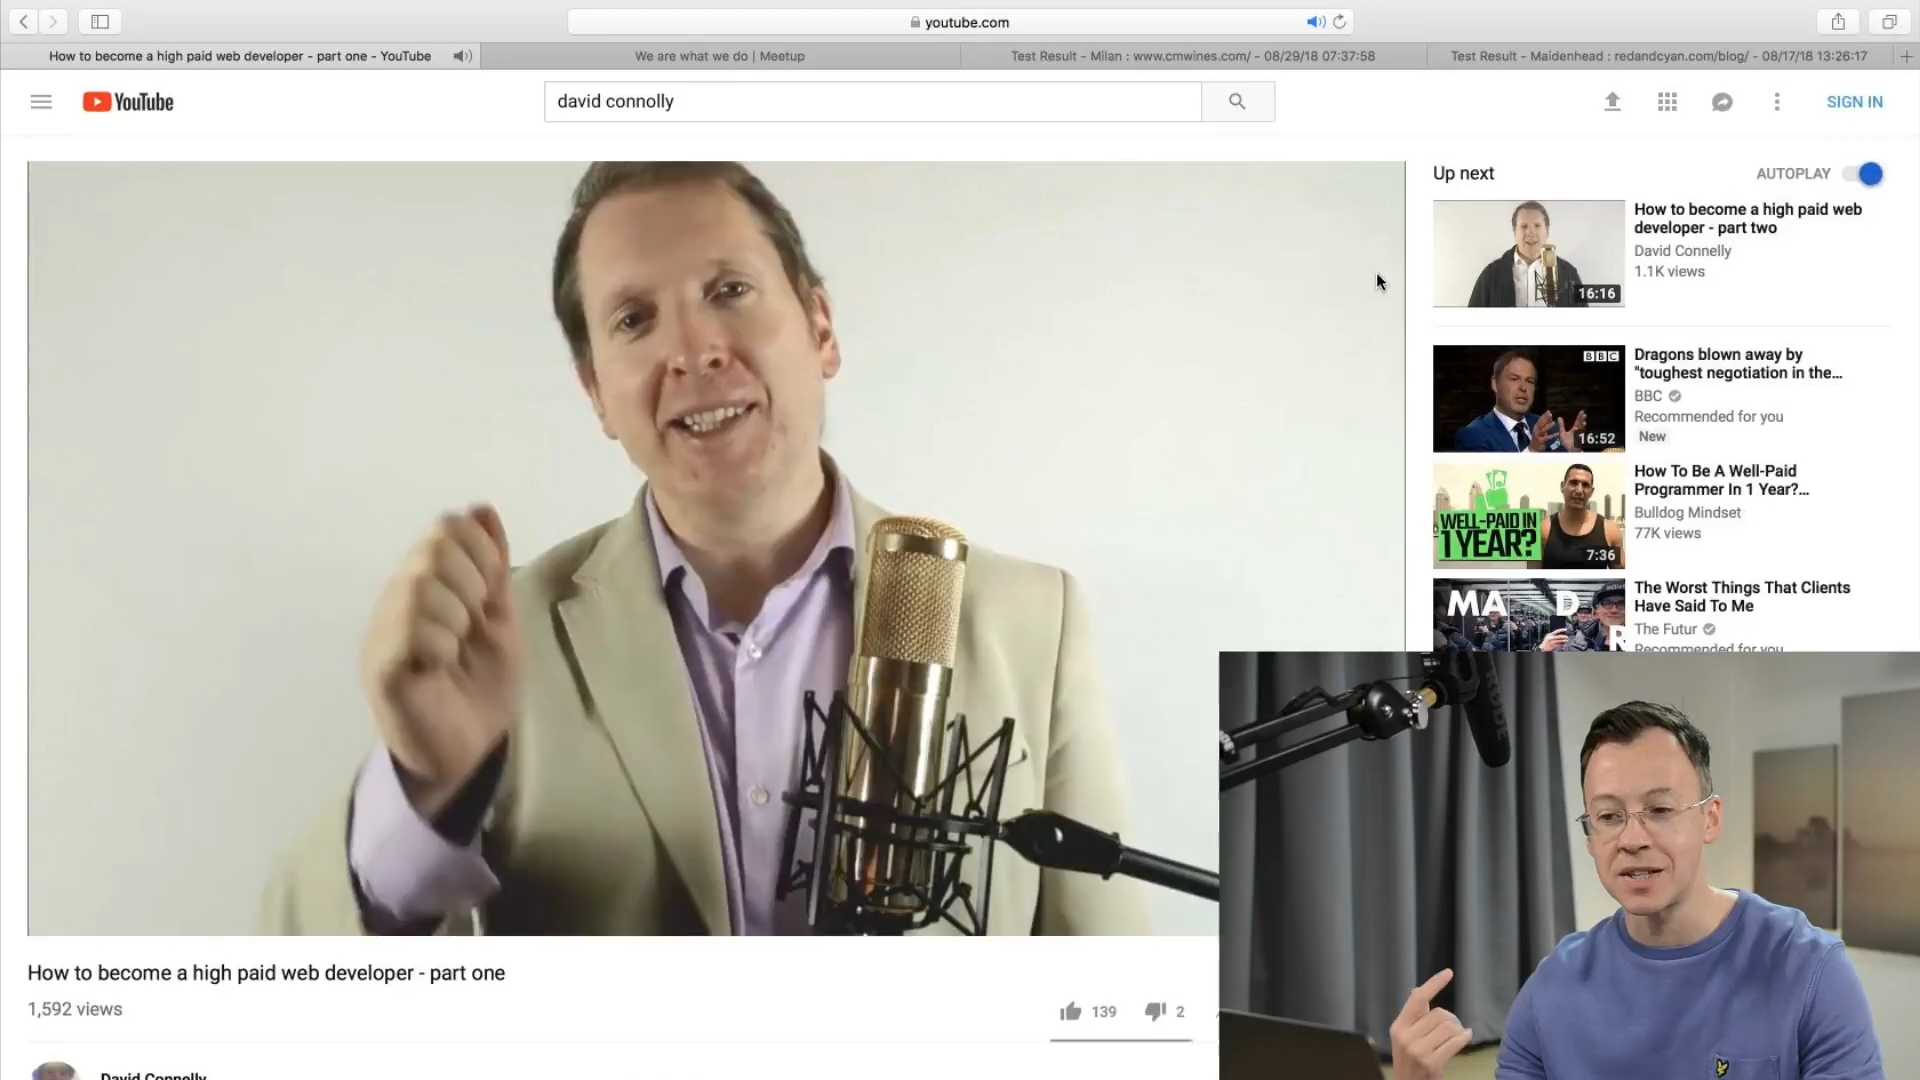 youtube.com
How to become a high paid web developer - part one - YouTube
We are what we do | Meetup
Test Result - Milan : www.cmwines.com/ - 08/29/18 07:37:58
Test Result - Maidenhead : redandcyan.com/blog/ - 08/17/18 13:26:17
YouTube
david connolly
SIGN IN
Up next
AUTOPLAY
How to become a high paid web
developer - part two
David Connelly
1.1K views
16:16
BBC
Dragons blown away by
"toughest negotiation in the...
BBC
Recommended for you
New
16:52
WELL-PAID IN
1 YEAR?
7:36
How To Be A Well-Paid
Programmer In 1 Year?...
Bulldog Mindset
77K views
MA D
R
The Worst Things That Clients
Have Said To Me
The Futur
Recommended for you
RODE
How to become a high paid web developer - part one
1,592 views
139
2
David Connelly